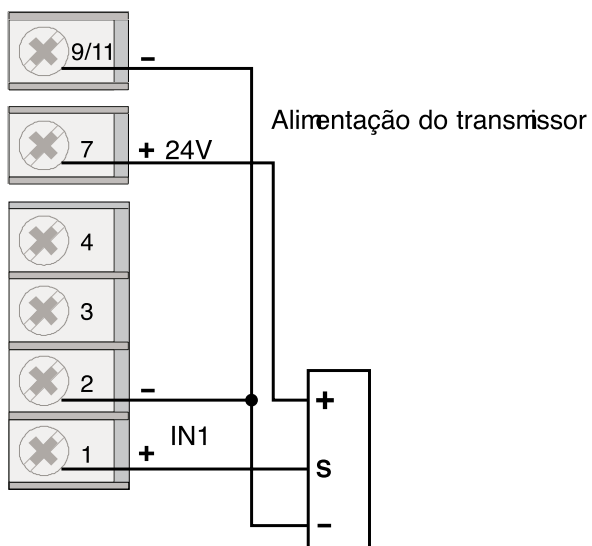 9/11 -
Alimentação do transmissor
7 + 24V
4
3
2 -
+
IN1
1 +
S
-